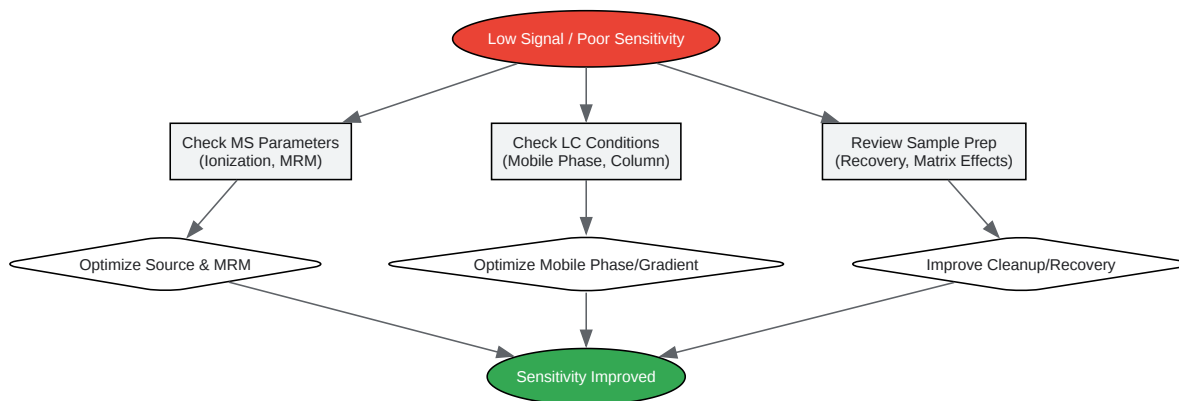 Low Signal / Poor Sensitivity
Check MS Parameters
(Ionization, MRM)
Check LC Conditions
(Mobile Phase, Column)
Review Sample Prep
(Recovery, Matrix Effects)
Optimize Source & MRM
Optimize Mobile Phase/Gradient
Improve Cleanup/Recovery
Sensitivity Improved